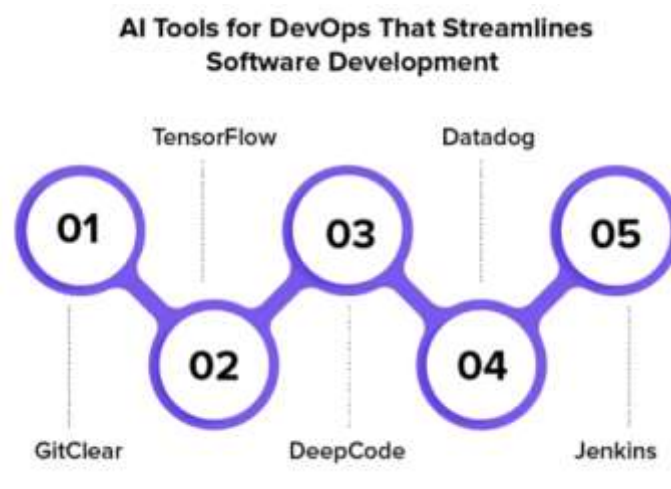 AI Tools for DevOps That Streamlines
Software Development
TensorFlow
Datadog
01
03
05
02
04
GitClear
DeepCode
Jenkins